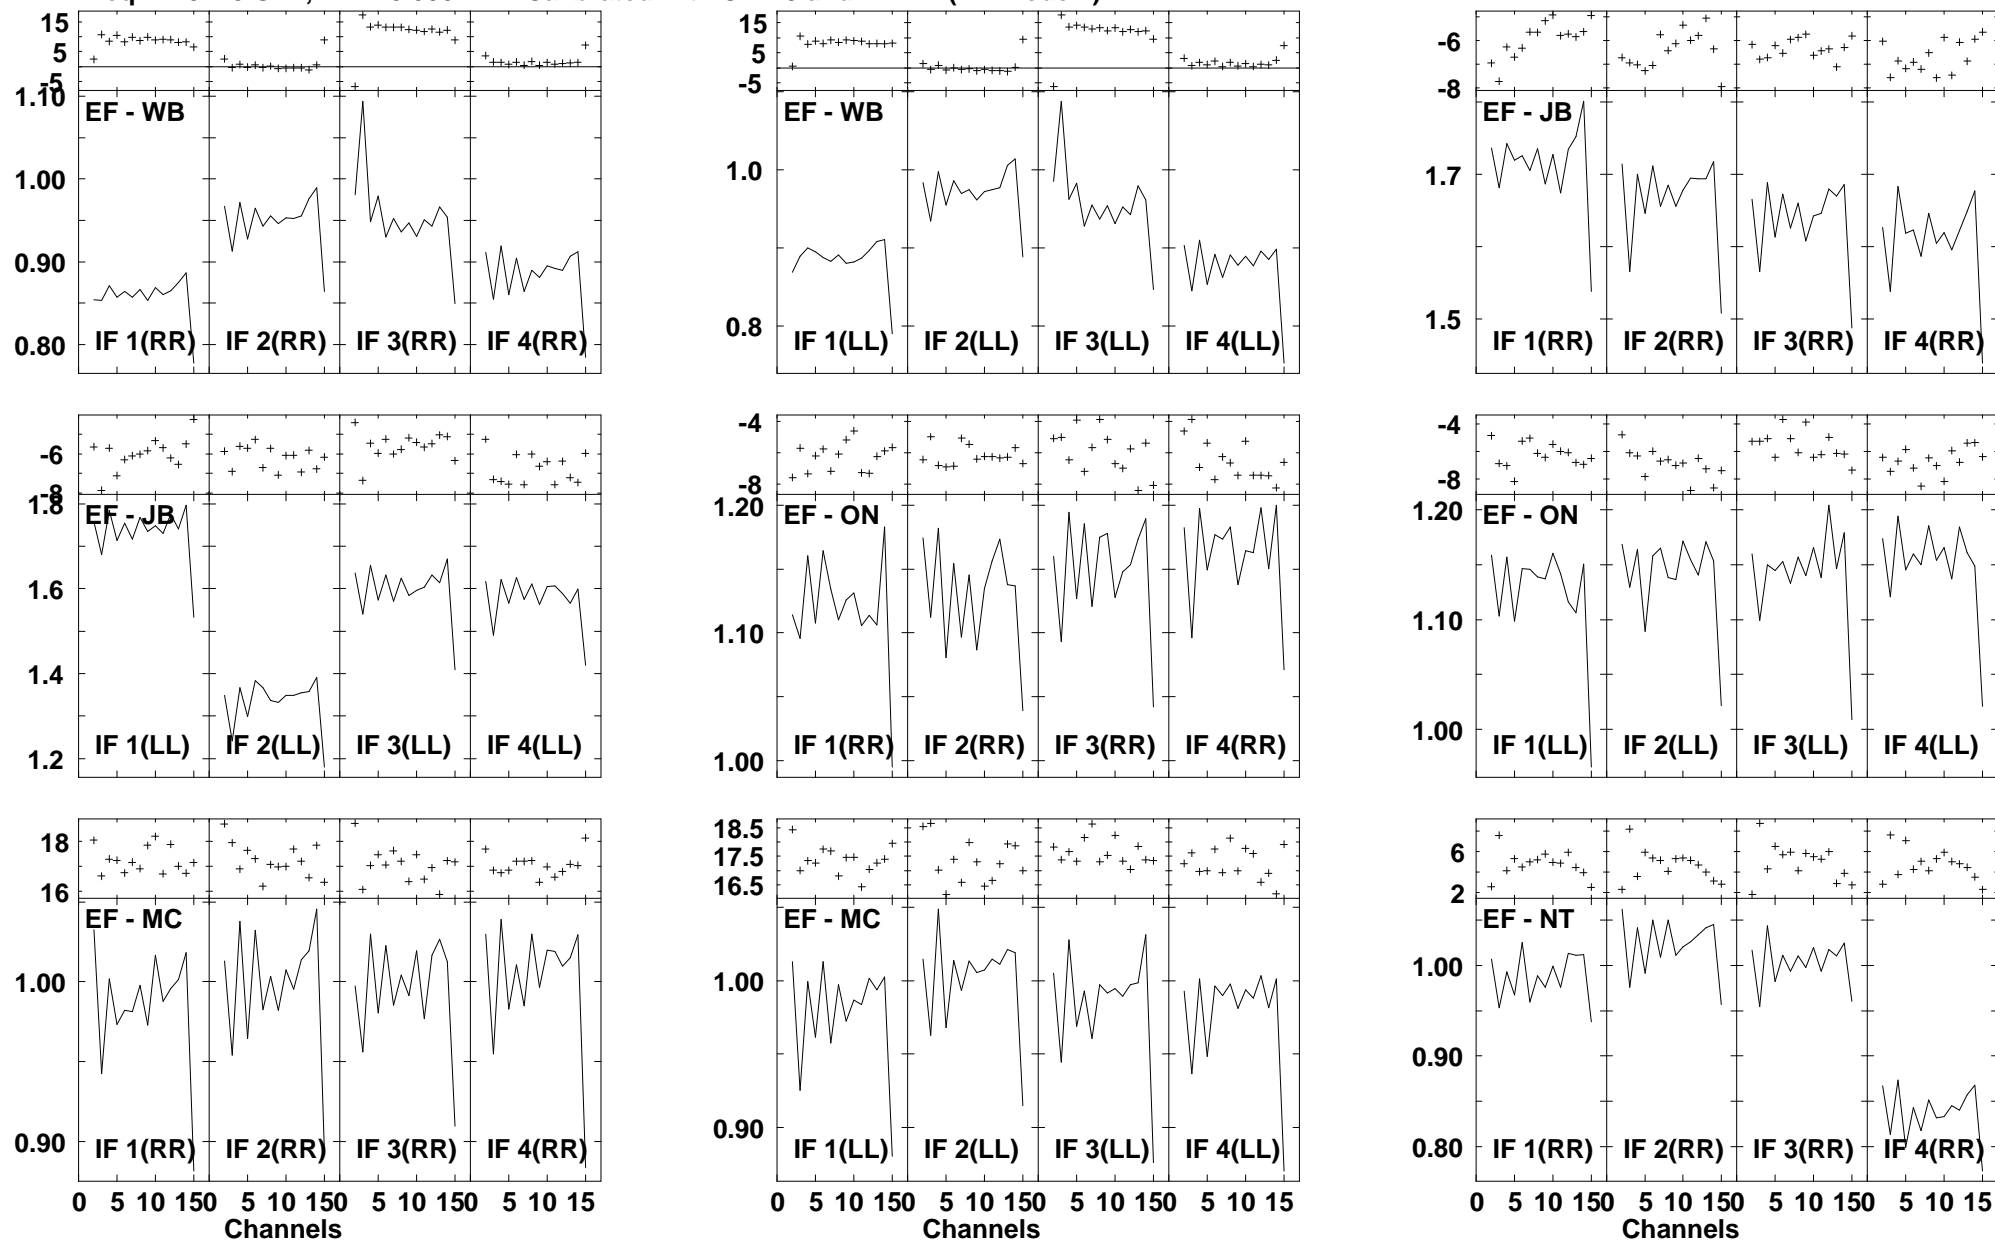 15 15
5 5 -6
-5 -5 -8
1.10 EF - WB EF - WB EF - JB
1.00 1.0 1.7
0.90
0.80 IF 1(RR) IF 2(RR) IF 3(RR) IF 4(RR) 0.8 IF 1(LL) IF 2(LL) IF 3(LL) IF 4(LL) 1.5 IF 1(RR) IF 2(RR) IF 3(RR) IF 4(RR)
-4 -4
-6 -6
-8 -8 -8
1.8 EF - JB 1.20 EF - ON 1.20 EF - ON
1.6
1.4 1.10 1.10
1.2 IF 1(LL) IF 2(LL) IF 3(LL) IF 4(LL) 1.00 IF 1(RR) IF 2(RR) IF 3(RR) IF 4(RR) 1.00 IF 1(LL) IF 2(LL) IF 3(LL) IF 4(LL)
18 18.5 6
17.5
16 16.5 2
EF - MC EF - MC EF - NT
1.00 1.00 1.00
0.90
0.90 IF 1(RR) IF 2(RR) IF 3(RR) IF 4(RR) 0.90 IF 1(LL) IF 2(LL) IF 3(LL) IF 4(LL) 0.80 IF 1(RR) IF 2(RR) IF 3(RR) IF 4(RR)
0 5 10 150 5 10 150 5 10 150 5 10 15 0 5 10 150 5 10 150 5 10 150 5 10 15 0 5 10 150 5 10 150 5 10 150 5 10 15
Channels Channels Channels